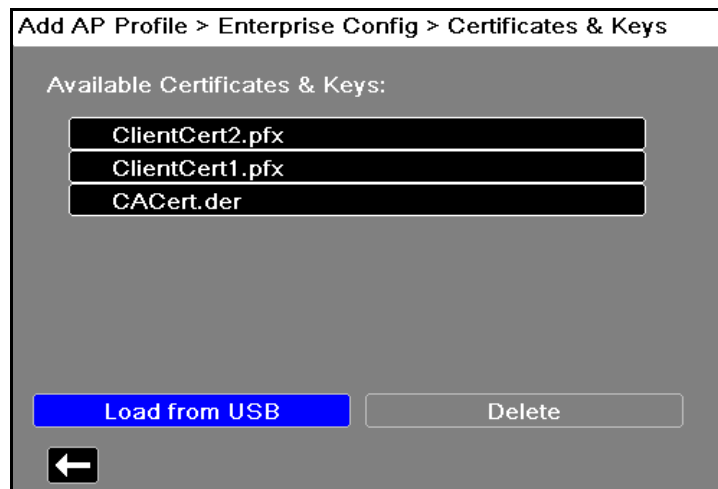 Add AP Profile > Enterprise Config > Certificates & Keys
Available Certificates & Keys:
ClientCert2.pfx
ClientCert1.pfx
CACert.der
Load from USB
Delete